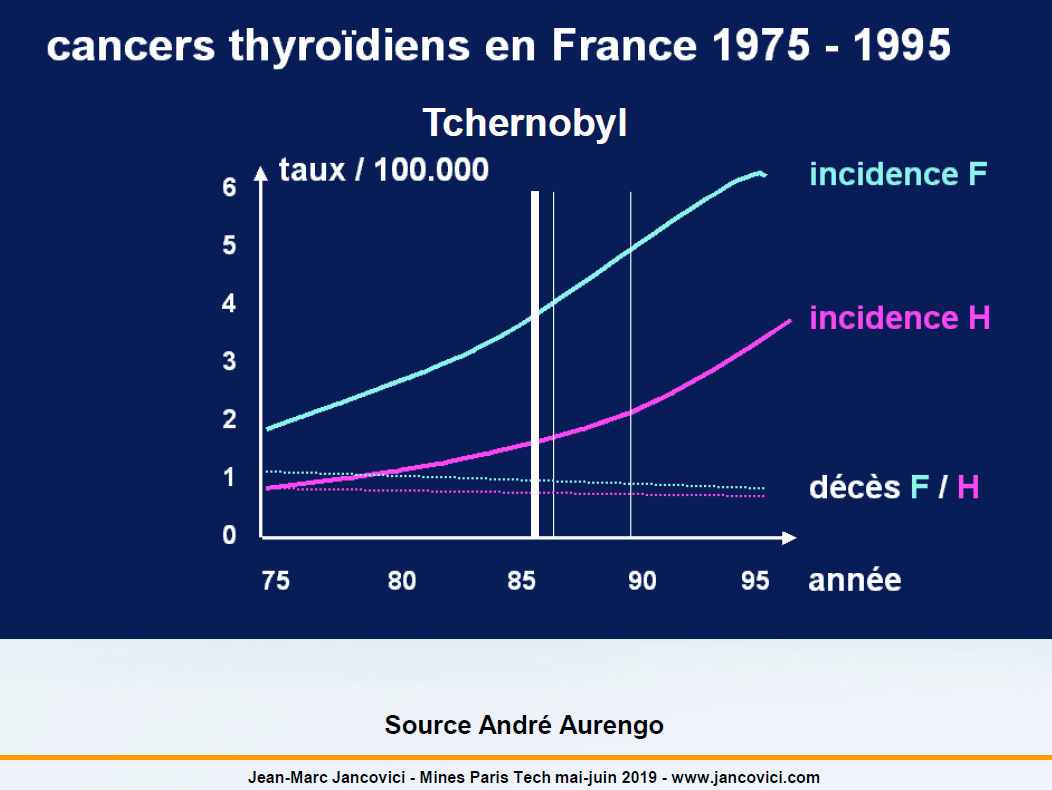 cancers thyroïdiens en France 1975 - 1995
Tchernobyl
taux / 100.000
incidence F
6
5
4
incidence H
3
2
1
décès F / H
0
75 80 85 90 95 année
Source André Aurengo
Jean-Marc Jancovici - Mines Paris Tech mai-juin 2019 - www.jancovici.com